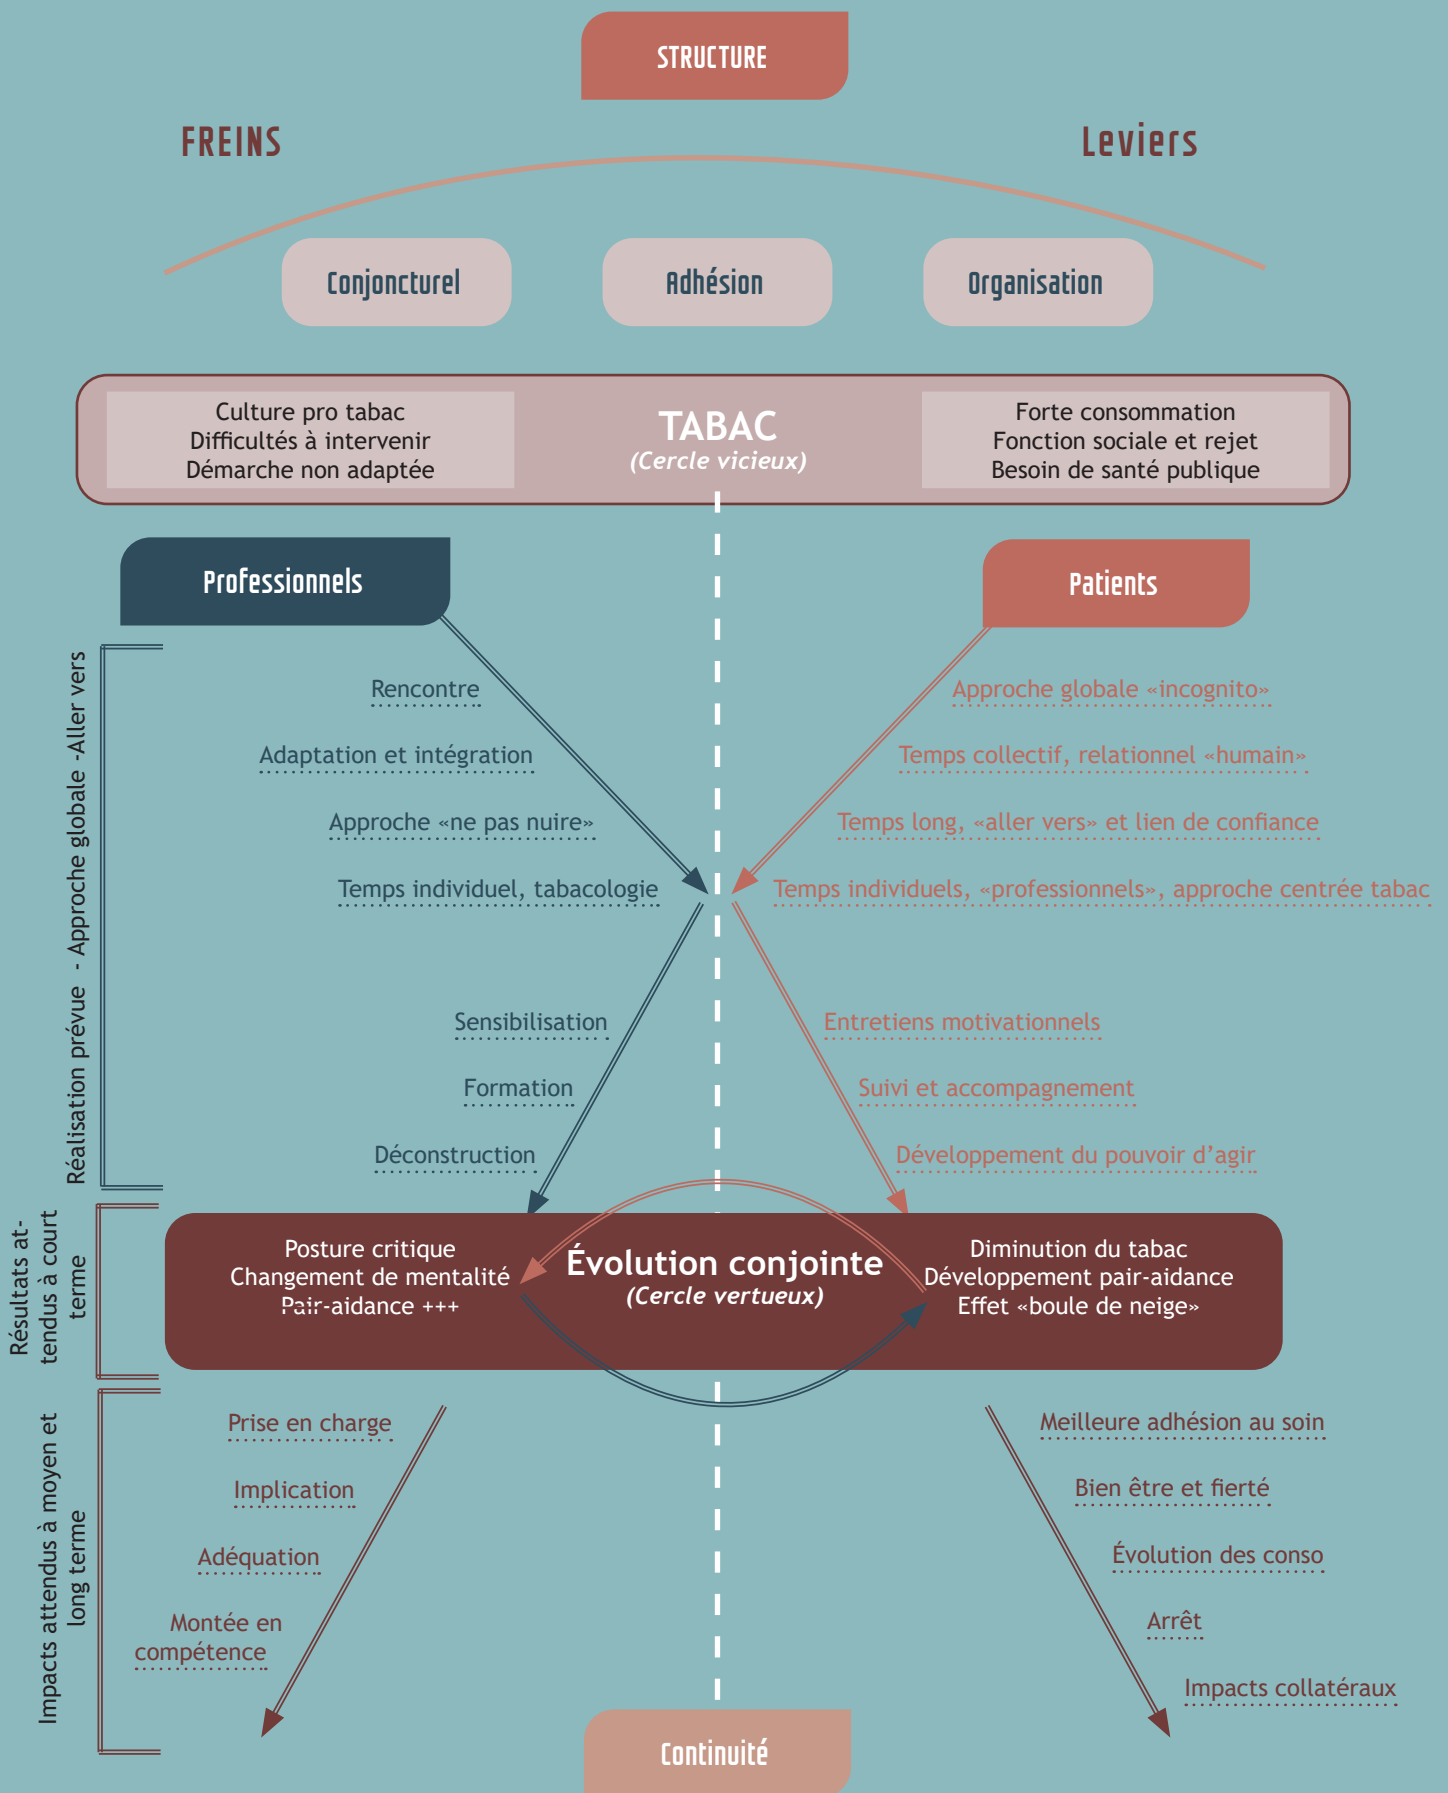 STRUCTURE
FREINS
Leviers
Conjoncturel
Adhésion
Organisation
Culture pro tabac
Difficultés à intervenir
Démarche non adaptée
TABAC
(Cercle vicieux)
Forte consommation
Fonction sociale et rejet
Besoin de santé publique
Professionnels
Patients
Réalisation prévue - Approche globale -Aller vers
Rencontre
Adaptation et intégration
Approche «ne pas nuire»
Temps individuel, tabacologie
Sensibilisation
Formation
Déconstruction
Approche globale «incognito»
Temps collectif, relationnel «humain»
Temps long, «aller vers» et lien de confiance
Temps individuels, «professionnels», approche centrée tabac
Entretiens motivationnels
Suivi et accompagnement
Développement du pouvoir d’agir
Résultats at-
tendus à court
terme
Posture critique
Changement de mentalité
Pair-aidance +++
Évolution conjointe
(Cercle vertueux)
Diminution du tabac
Développement pair-aidance
Effet «boule de neige»
Impacts attendus à moyen et
long terme
Prise en charge
Implication
Adéquation
Montée en
compétence
Meilleure adhésion au soin
Bien être et fierté
Évolution des conso
Arrêt
Impacts collatéraux
Continuité